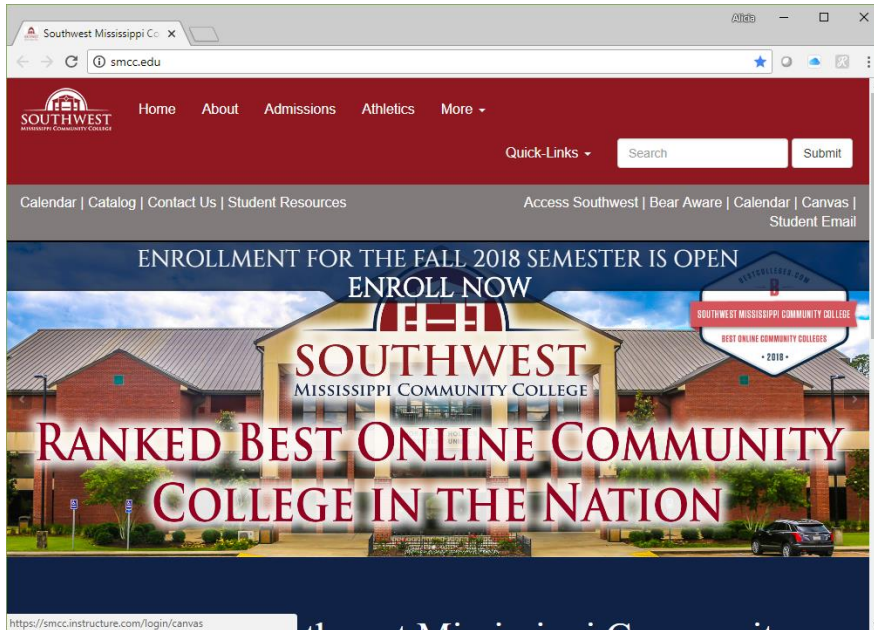 Alicia
Southwest Mississippi Co
smcc.edu
SOUTHWEST
MISSISSIPPI COMMUNITY COLLEGE
Home About Admissions Athletics More
Quick-Links Search Submit
Calendar | Catalog | Contact Us | Student Resources
Access Southwest | Bear Aware | Calendar | Canvas |
Student Email
ENROLLMENT FOR THE FALL 2018 SEMESTER IS OPEN
ENROLL NOW
BESTCOLLEGES.COM
B
SOUTHWEST MISSISSIPPI COMMUNITY COLLEGE
BEST ONLINE COMMUNITY COLLEGES
• 2018 •
SOUTHWEST
MISSISSIPPI COMMUNITY COLLEGE
RANKED BEST ONLINE COMMUNITY
COLLEGE IN THE NATION
https://smcc.instructure.com/login/canvas
Mississippi